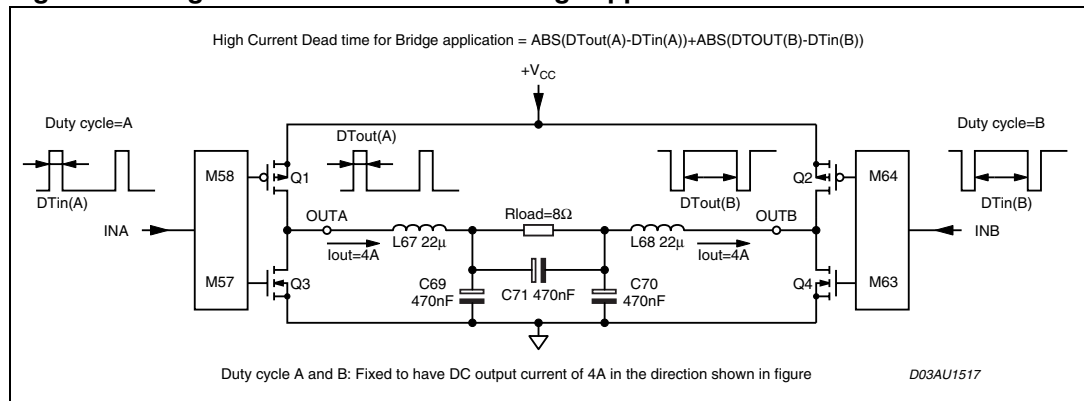 High Current Dead time for Bridge application = ABS(DTout(A)-DTin(A))+ABS(DTOUT(B)-DTin(B))
+VCC
Duty cycle=A
DTout(A)
Duty cycle=B
M58
Q1
Q2
M64
DTin(A)
DTout(B)
DTin(B)
INA
OUTA
Rload=8Ω
OUTB
INB
L67 22μ
L68 22μ
Iout=4A
Iout=4A
M57
Q3
C69
470nF
C71 470nF
C70
470nF
Q4
M63
Duty cycle A and B: Fixed to have DC output current of 4A in the direction shown in figure
D03AU1517